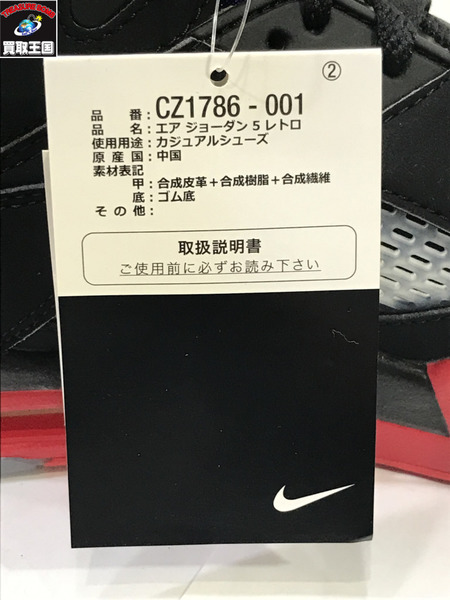 TREASURE KINGDOM
買取王国
②
品 番 : CZ1786 - 001
品 名 : エア ジョーダン 5 レトロ
使用用途 : カジュアルシューズ
原 産 国 : 中国
素材表記
甲 : 合成皮革+合成樹脂+合成繊維
底 : ゴム底
そ の 他 :
取扱説明書
ご使用前に必ずお読み下さい